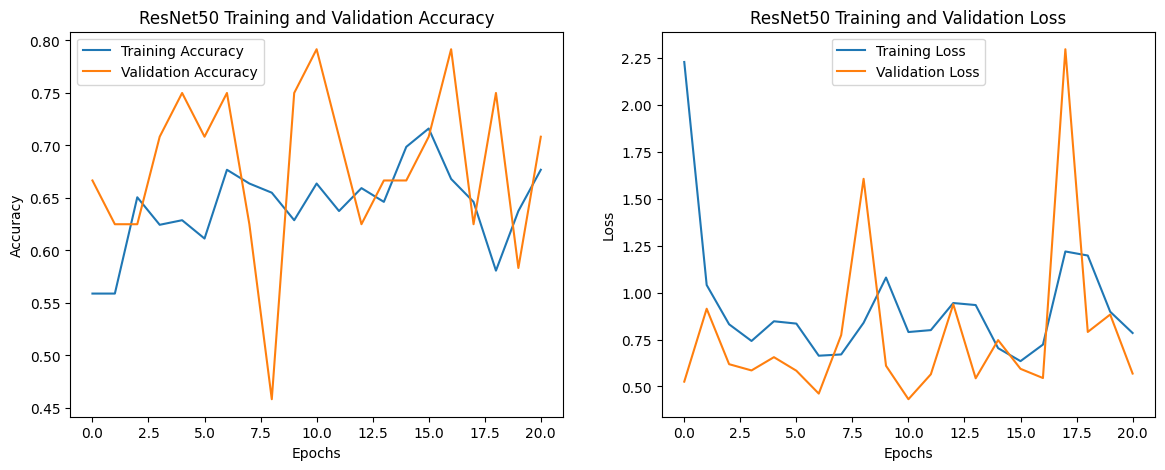 ResNet50 Training and Validation Accuracy
Training Accuracy
Validation Accuracy
0.80
0.75
0.70
0.65
0.60
0.55
0.50
0.45
Accuracy
0.0 2.5 5.0 7.5 10.0 12.5 15.0 17.5 20.0
Epochs
ResNet50 Training and Validation Loss
Training Loss
Validation Loss
2.25
2.00
1.75
1.50
1.25
1.00
0.75
0.50
Loss
0.0 2.5 5.0 7.5 10.0 12.5 15.0 17.5 20.0
Epochs